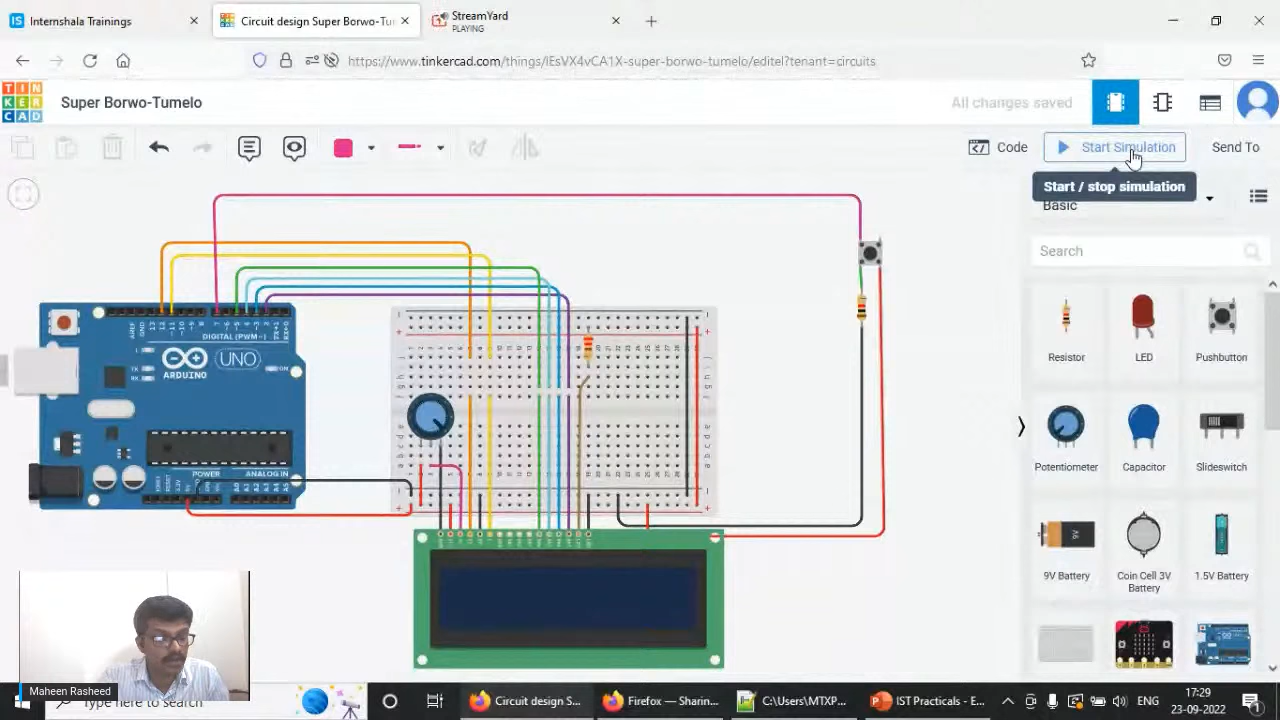 Internshala Trainings
Circuit design Super Borwo-Tum
StreamYard
PLAYING
https://www.tinkercad.com/things/lEsVX4vCA1X-super-borwo-tumelo/editel?tenant=circuits
TIN
KER
CAD
Super Borwo-Tumelo
All changes saved
Code
Start Simulation
Send To
Start / stop simulation
Basic
Search
Resistor
LED
Pushbutton
Potentiometer
Capacitor
Slideswitch
9V Battery
Coin Cell 3V Battery
1.5V Battery
DIGITAL (PWM~)
UNO
ARDUINO
POWER
ANALOG IN
Maheen Rasheed
Type here to search
Circuit design S...
Firefox — Sharin...
C:\Users\MTXP...
IST Practicals - E...
ENG
17:29
23-09-2022